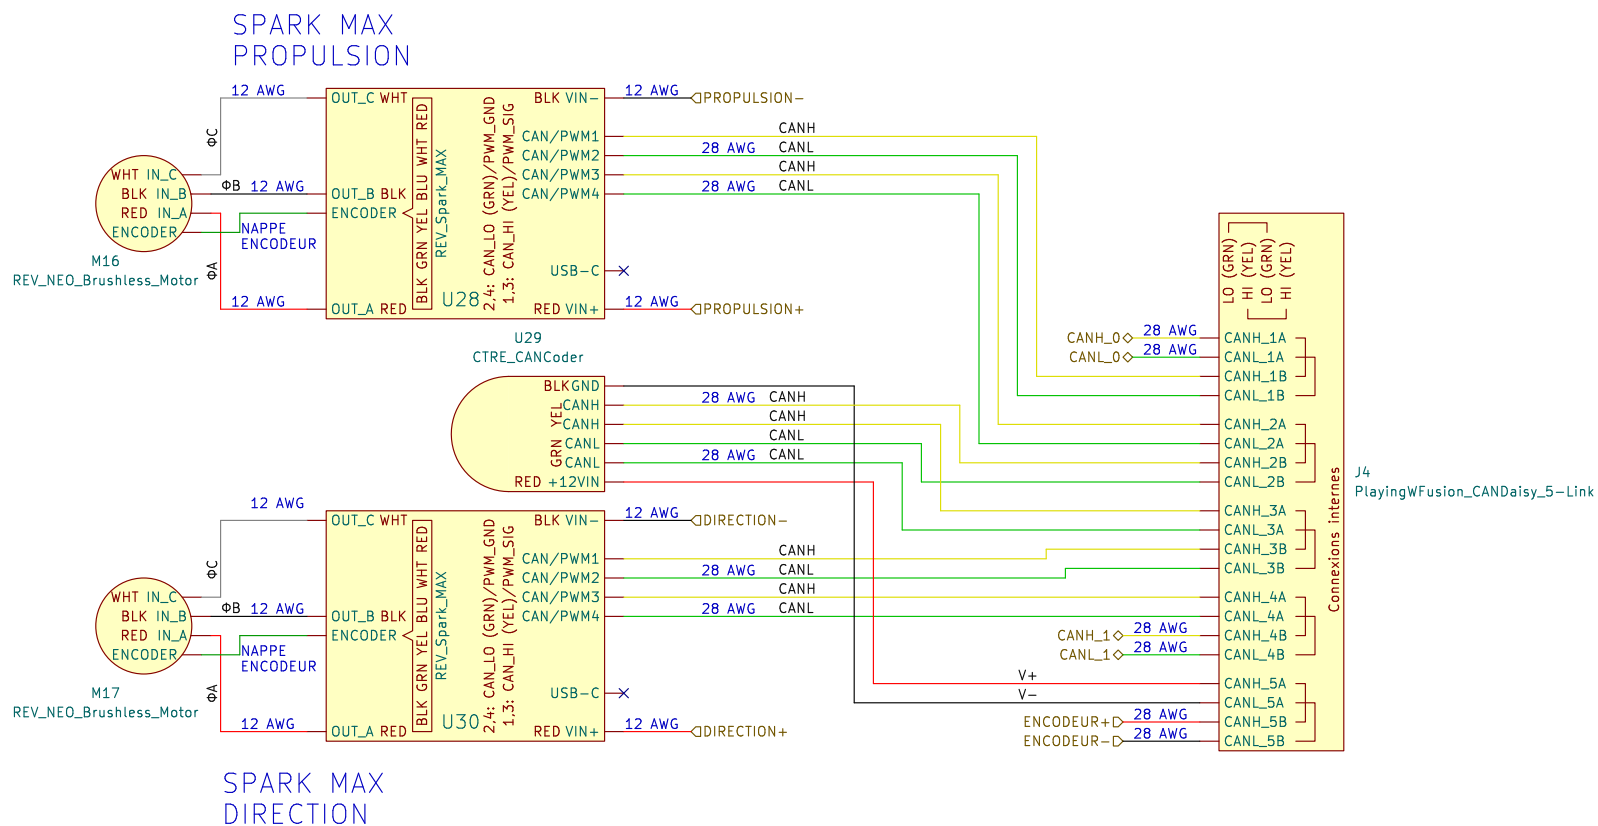 SPARK MAX
PROPULSION
12 AWG
ΦC
WHT IN_C
BLK IN_B
RED IN_A
ENCODER
ΦB
12 AWG
NAPPE
ENCODEUR
ΦA
12 AWG
M16
REV_NEO_Brushless_Motor
OUT_C WHT
OUT_B BLK
ENCODER
OUT_A RED
BLK GRN YEL BLU WHT RED
REV_Spark_MAX
U28
2,4: CAN_LO (GRN)/PWM_GND
1,3: CAN_HI (YEL)/PWM_SIG
BLK VIN-
CAN/PWM1
CAN/PWM2
CAN/PWM3
CAN/PWM4
USB-C
RED VIN+
12 AWG
PROPULSION-
CANH
28 AWG CANL
CANH
28 AWG CANL
12 AWG
PROPULSION+
U29
CTRE_CANCoder
BLK GND
YEL
CANH
CANH
GRN
CANL
CANL
RED +12VIN
28 AWG CANH
CANH
CANL
28 AWG CANL
12 AWG
ΦC
WHT IN_C
BLK IN_B
RED IN_A
ENCODER
ΦB
12 AWG
NAPPE
ENCODEUR
ΦA
12 AWG
M17
REV_NEO_Brushless_Motor
OUT_C WHT
OUT_B BLK
ENCODER
OUT_A RED
BLK GRN YEL BLU WHT RED
REV_Spark_MAX
U30
2,4: CAN_LO (GRN)/PWM_GND
1,3: CAN_HI (YEL)/PWM_SIG
BLK VIN-
CAN/PWM1
CAN/PWM2
CAN/PWM3
CAN/PWM4
USB-C
RED VIN+
12 AWG
DIRECTION-
CANH
28 AWG CANL
CANH
28 AWG CANL
12 AWG
DIRECTION+
SPARK MAX
DIRECTION
LO (GRN)
HI (YEL)
LO (GRN)
HI (YEL)
CANH_0 28 AWG
CANL_0 28 AWG
CANH_1 28 AWG
CANL_1 28 AWG
V+
V-
ENCODEUR+ 28 AWG
ENCODEUR- 28 AWG
CANH_1A
CANL_1A
CANH_1B
CANL_1B
CANH_2A
CANL_2A
CANH_2B
CANL_2B
CANH_3A
CANL_3A
CANH_3B
CANL_3B
CANH_4A
CANL_4A
CANH_4B
CANL_4B
CANH_5A
CANL_5A
CANH_5B
CANL_5B
Connexions internes
J4
PlayingWFusion_CANDaisy_5-Link